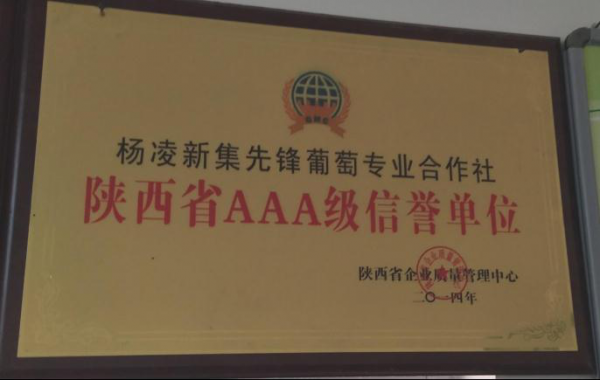 杨凌新集先锋葡萄专业合作社
陕西省AAA级信誉单位
陕西省企业质量管理中心
二〇一四年